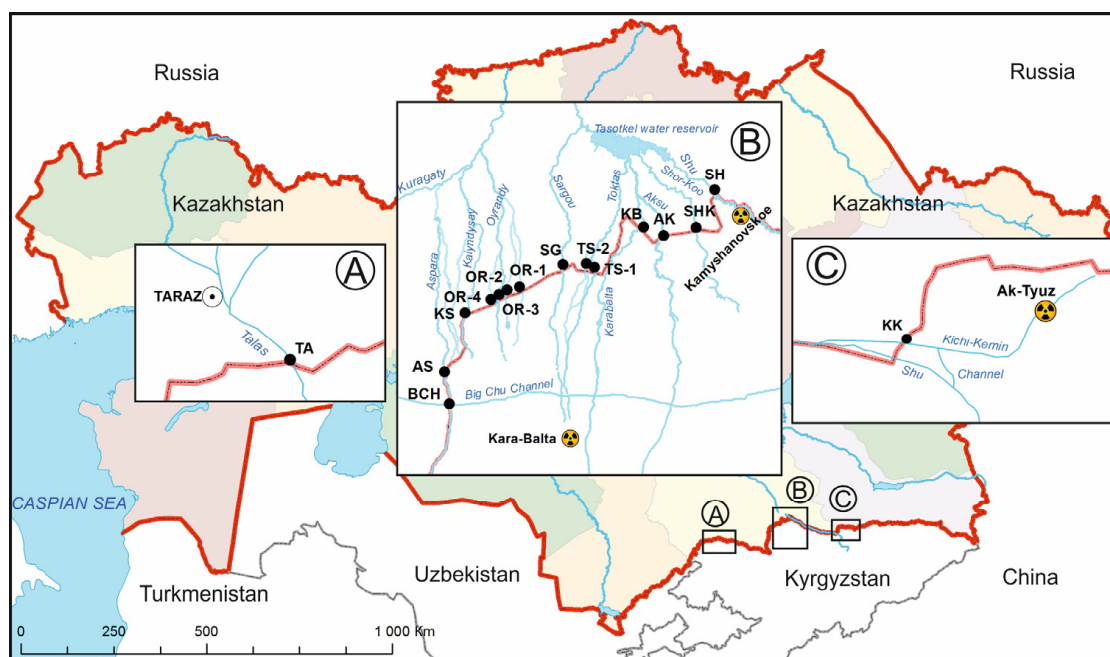 Russia
Russia
Kazakhstan
Kazakhstan
A
TARAZ
Talas
TA
B
Tasotkel water reservoir
Kuragaty
Aspara
Kaiyndysay
Oyrandy
Sargou
Toktas
Aksu
Shor-Koo
Shu
SH
SHK
AK
KB
Kamyshanovskoe
TS-2
TS-1
SG
OR-1
OR-2
OR-3
OR-4
KS
Karabalta
AS
BCH
Big Chu Channel
Kara-Balta
C
Ak-Tyuz
KK
Kichi-Kemin
Shu
Channel
CASPIAN SEA
A
B
C
Turkmenistan
Uzbekistan
Kyrgyzstan
China
0 250 500 1 000 Km